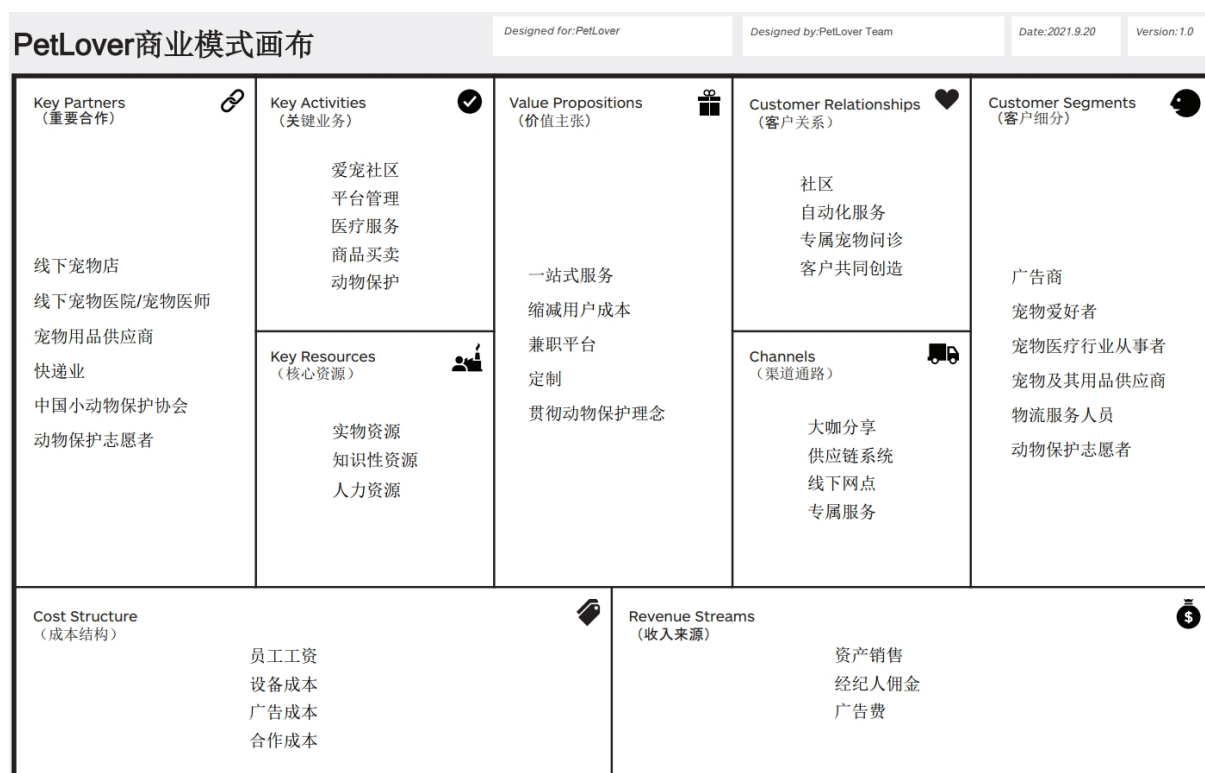 PetLover商业模式画布
Designed for:PetLover
Designed by:PetLover Team
Date:2021.9.20
Version:1.0
Key Partners
（重要合作）
线下宠物店
线下宠物医院/宠物医师
宠物用品供应商
快递业
中国小动物保护协会
动物保护志愿者
Key Activities
（关键业务）
爱宠社区
平台管理
医疗服务
商品买卖
动物保护
Key Resources
（核心资源）
实物资源
知识性资源
人力资源
Value Propositions
（价值主张）
一站式服务
缩减用户成本
兼职平台
定制
贯彻动物保护理念
Customer Relationships
（客户关系）
社区
自动化服务
专属宠物问诊
客户共同创造
Channels
（渠道通路）
大咖分享
供应链系统
线下网点
专属服务
Customer Segments
（客户细分）
广告商
宠物爱好者
宠物医疗行业从事者
宠物及其用品供应商
物流服务人员
动物保护志愿者
Cost Structure
（成本结构）
员工工资
设备成本
广告成本
合作成本
Revenue Streams
（收入来源）
$
资产销售
经纪人佣金
广告费